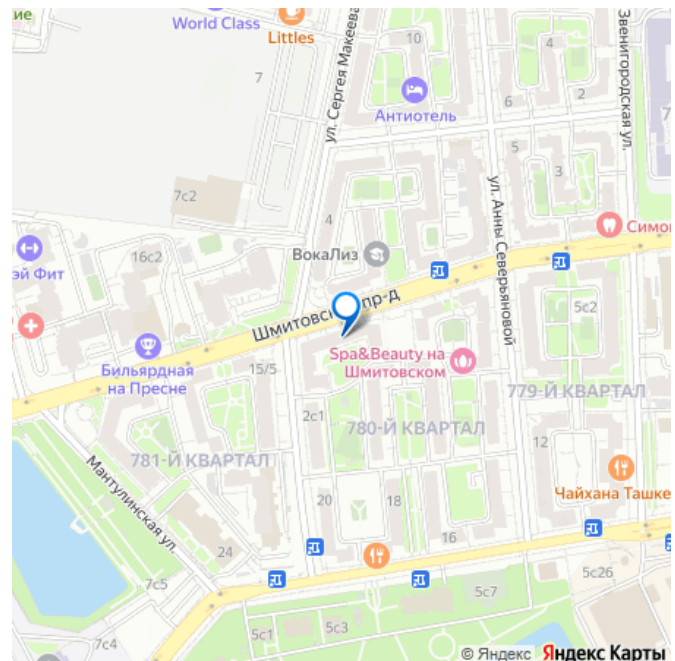 ие
World Class
Littles
ул. Сергея Макеева
Звенигородская ул.
10
7
Антиотель
6
2
7
5
3
ул. Анны Северьяновой
7с2
4
Симо
ВокаЛиз
16с2
эй Фит
Шмитовский пр-д
5с2
Бильярдная
на Пресне
15/5
Spa&Beauty на
Шмитовском
779-Й КВАРТАЛ
2с1
780-Й КВАРТАЛ
781-Й КВАРТАЛ
12
Мантулинская ул.
20
18
Чайхана Ташке
16
24
7с5
5с26
5с7
5с1
5с3
7с4
© Яндекс Яндекс Карты